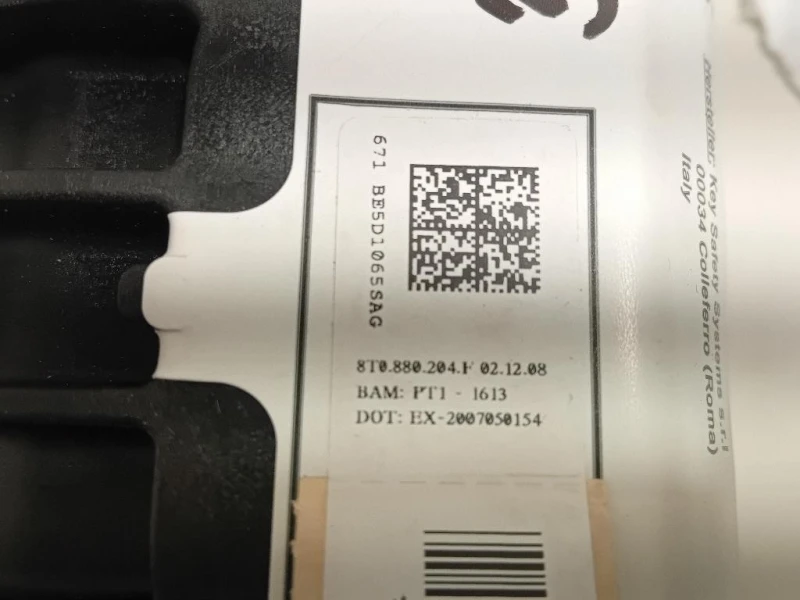 671 BE5D1065SAG
8T0.880.204.F 02.12.08
BAM: PT1 - 1613
DOT: EX-2007050154
Hersteller: Key Safety Systems S.r.l
00034 Colleferro (Roma)
Italy